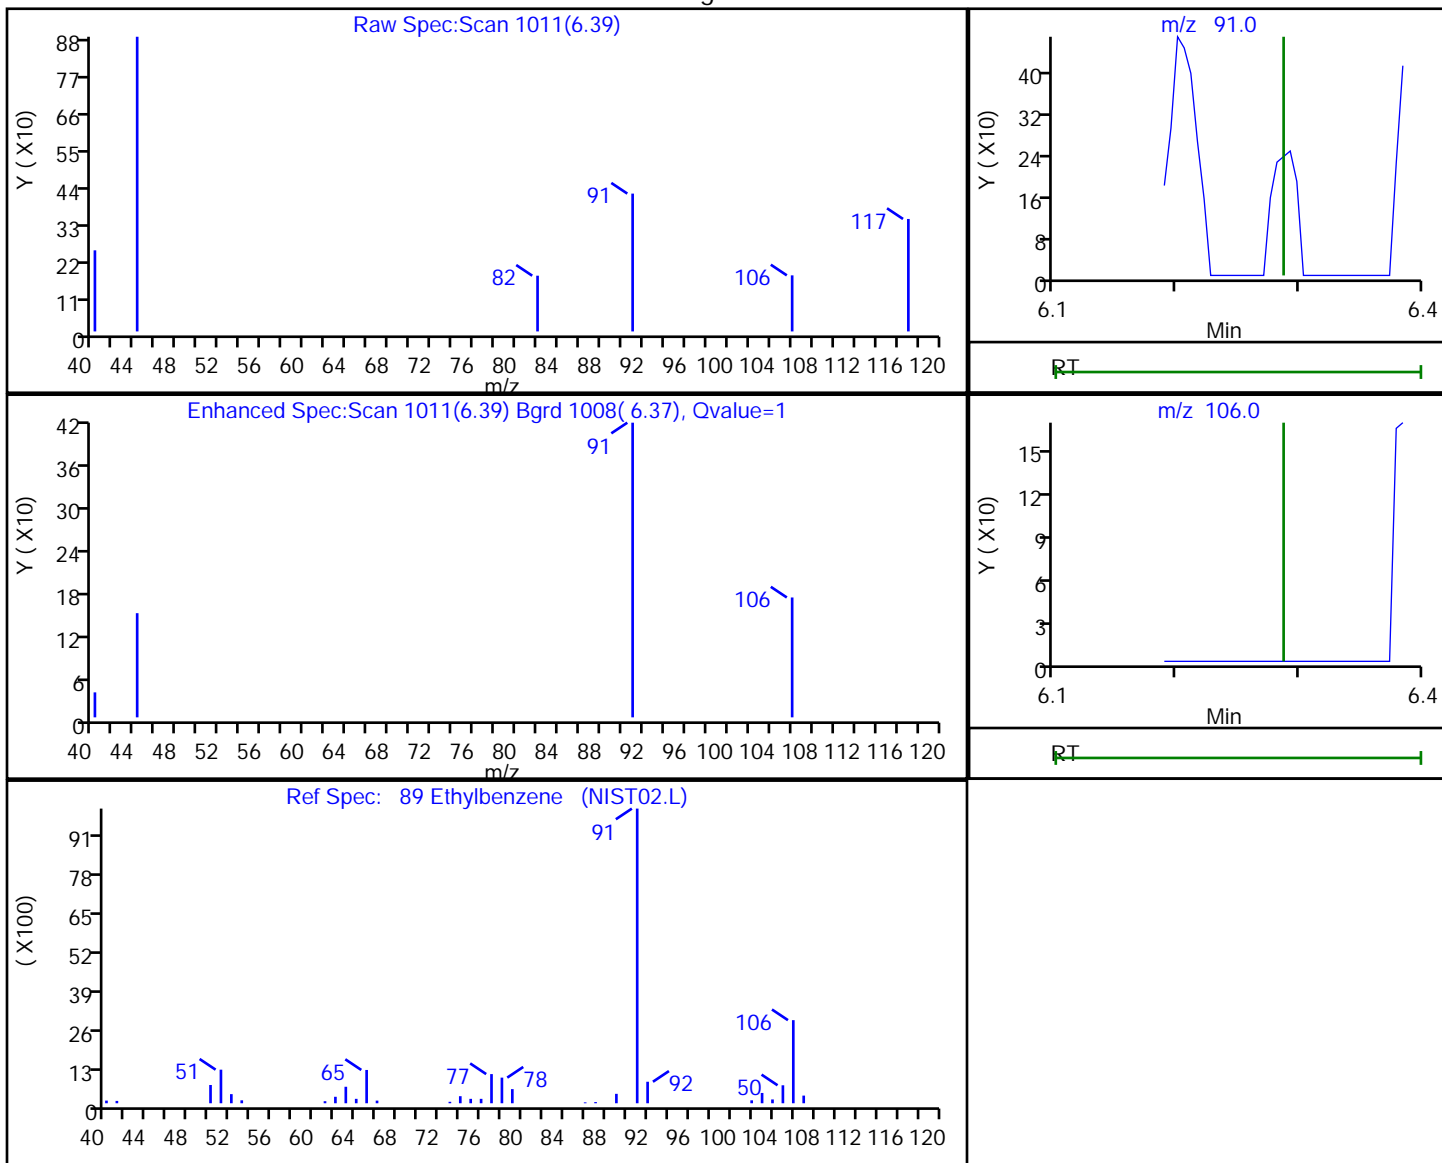 Raw Spec:Scan 1011(6.39)
88
77
66
55
44
33
22
11
0
Y ( X10)
82
91
106
117
40 44 48 52 56 60 64 68 72 76 80 84 88 92 96 100 104 108 112 116 120
m/z
m/z 91.0
40
32
24
16
8
0
Y ( X10)
6.1 6.4
Min
RT
Enhanced Spec:Scan 1011(6.39) Bgrd 1008( 6.37), Qvalue=1
42
36
30
24
18
12
6
0
Y ( X10)
91
106
40 44 48 52 56 60 64 68 72 76 80 84 88 92 96 100 104 108 112 116 120
m/z
m/z 106.0
15
12
9
6
3
0
Y ( X10)
6.1 6.4
Min
RT
Ref Spec: 89 Ethylbenzene (NIST02.L)
91
78
65
52
39
26
13
0
( X100)
51
65
77
78
91
92
50
106
40 44 48 52 56 60 64 68 72 76 80 84 88 92 96 100 104 108 112 116 120